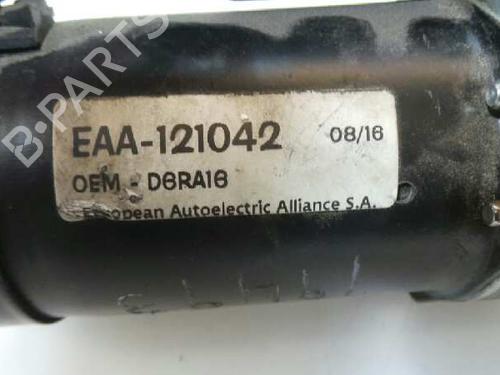 B-PARTS
EAA-121042 08/16
OEM - D6RA16
European Autoelectric Alliance S.A.